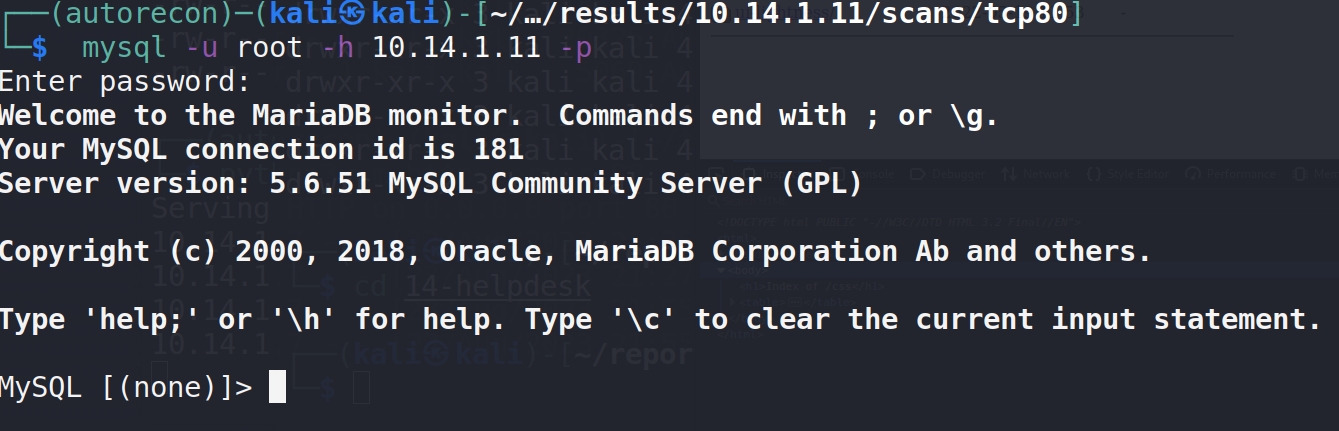 ┌──(autorecon)─(kali㉿kali)-[~/…/results/10.14.1.11/scans/tcp80]
└─$ mysql -u root -h 10.14.1.11 -p
Enter password:
Welcome to the MariaDB monitor.  Commands end with ; or \g.
Your MySQL connection id is 181
Server version: 5.6.51 MySQL Community Server (GPL)
Copyright (c) 2000, 2018, Oracle, MariaDB Corporation Ab and others.
cd 14-helpdesk
Type 'help;' or '\h' for help. Type '\c' to clear the current input statement.
MySQL [(none)]>